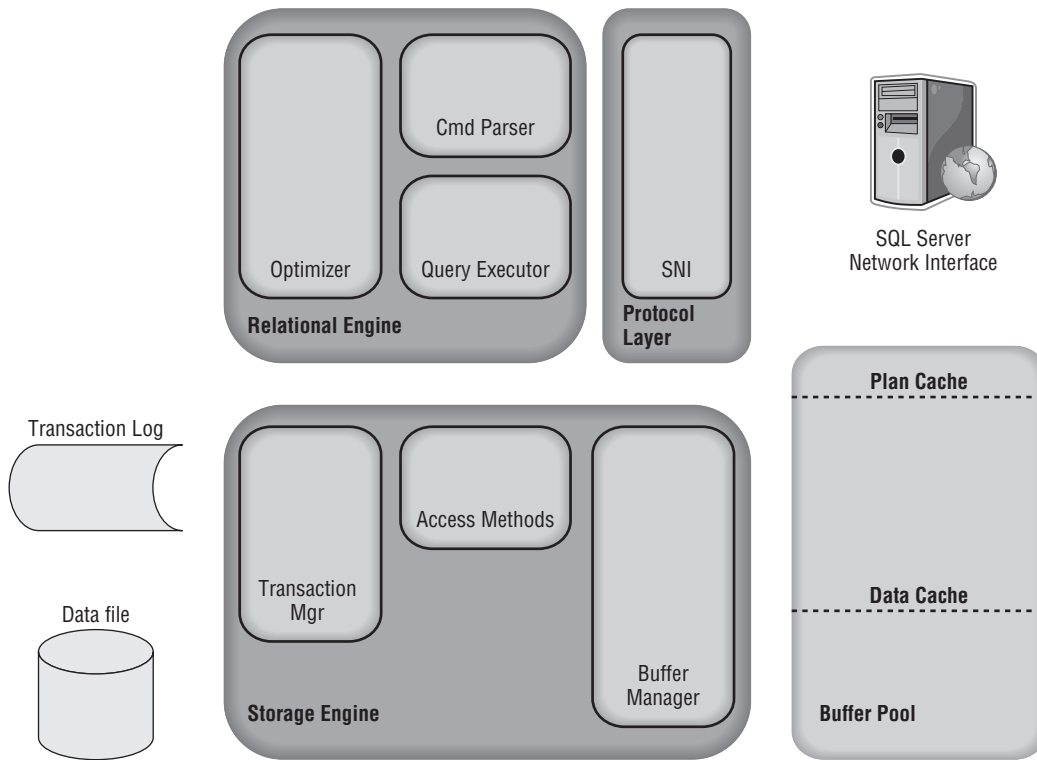 Cmd Parser
Optimizer
Query Executor
Relational Engine
SNI
Protocol
Layer
SQL Server
Network Interface
Transaction Log
Data file
Access Methods
Transaction
Mgr
Buffer
Manager
Storage Engine
Plan Cache
Data Cache
Buffer Pool